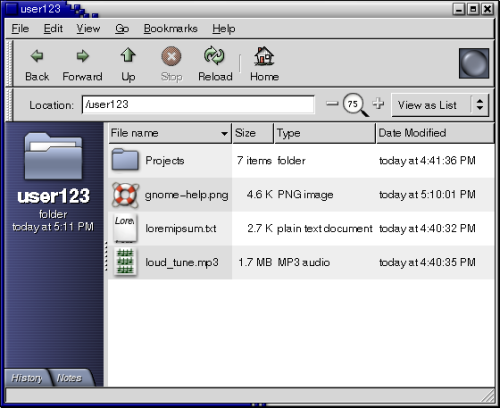 user123
File Edit View Go Bookmarks Help
Back Forward Up Stop Reload Home
Location: /user123 75 View as List
File name Size Type Date Modified
Projects 7 items folder today at 4:41:36 PM
gnome-help.png 4.6 K PNG image today at 5:10:01 PM
Lorei
loremipsum.txt 2.7 K plain text document today at 4:40:32 PM
loud_tune.mp3 1.7 MB MP3 audio today at 4:40:35 PM
user123
folder
today at 5:11 PM
History Notes